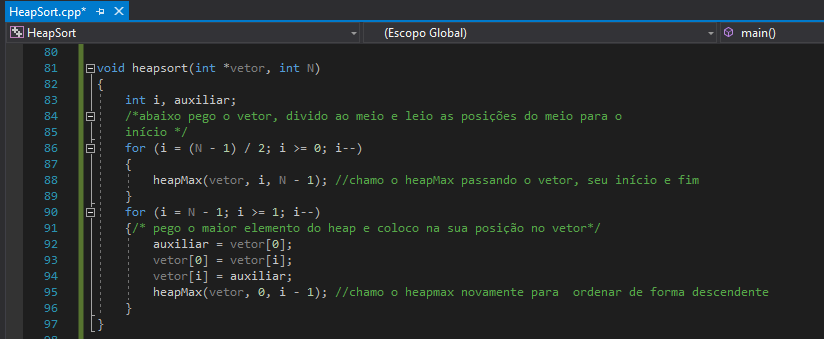 HeapSort.cpp*
HeapSort (Escopo Global) main()
80
81 void heapsort(int *vetor, int N)
82 {
83 int i, auxiliar;
84 /*abaixo pego o vetor, divido ao meio e leio as posições do meio para o
85 início */
86 for (i = (N - 1) / 2; i >= 0; i--)
87 {
88 heapMax(vetor, i, N - 1); //chamo o heapMax passando o vetor, seu início e fim
89 }
90 for (i = N - 1; i >= 1; i--)
91 {/* pego o maior elemento do heap e coloco na sua posição no vetor*/
92 auxiliar = vetor[0];
93 vetor[0] = vetor[i];
94 vetor[i] = auxiliar;
95 heapMax(vetor, 0, i - 1); //chamo o heapmax novamente para  ordenar de forma descendente
96 }
97 }
98